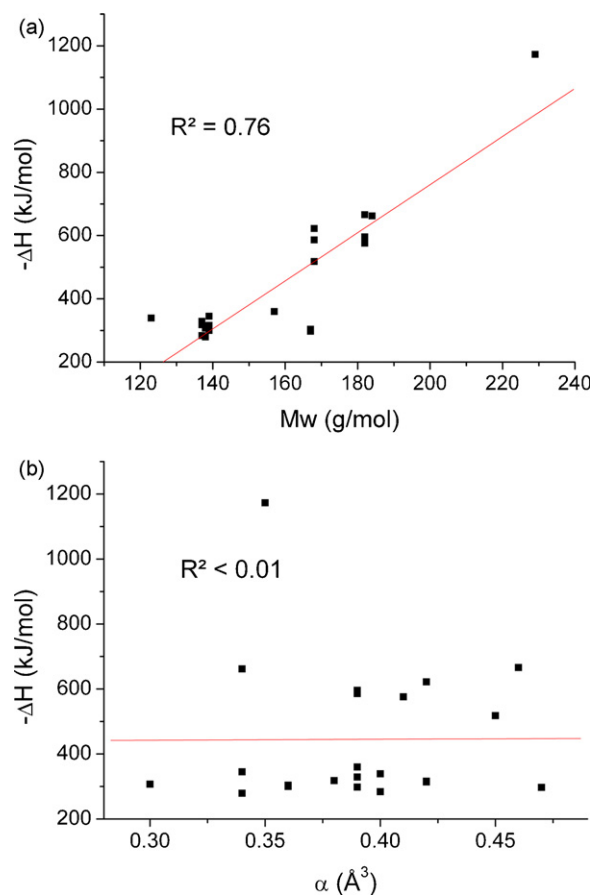 (a)
1200
1000
800
600
400
200
R² = 0.76
-ΔH (kJ/mol)
120 140 160 180 200 220 240
Mw (g/mol)
(b)
1200
1000
800
600
400
200
R² < 0.01
-ΔH (kJ/mol)
0.30 0.35 0.40 0.45
α (Å³)